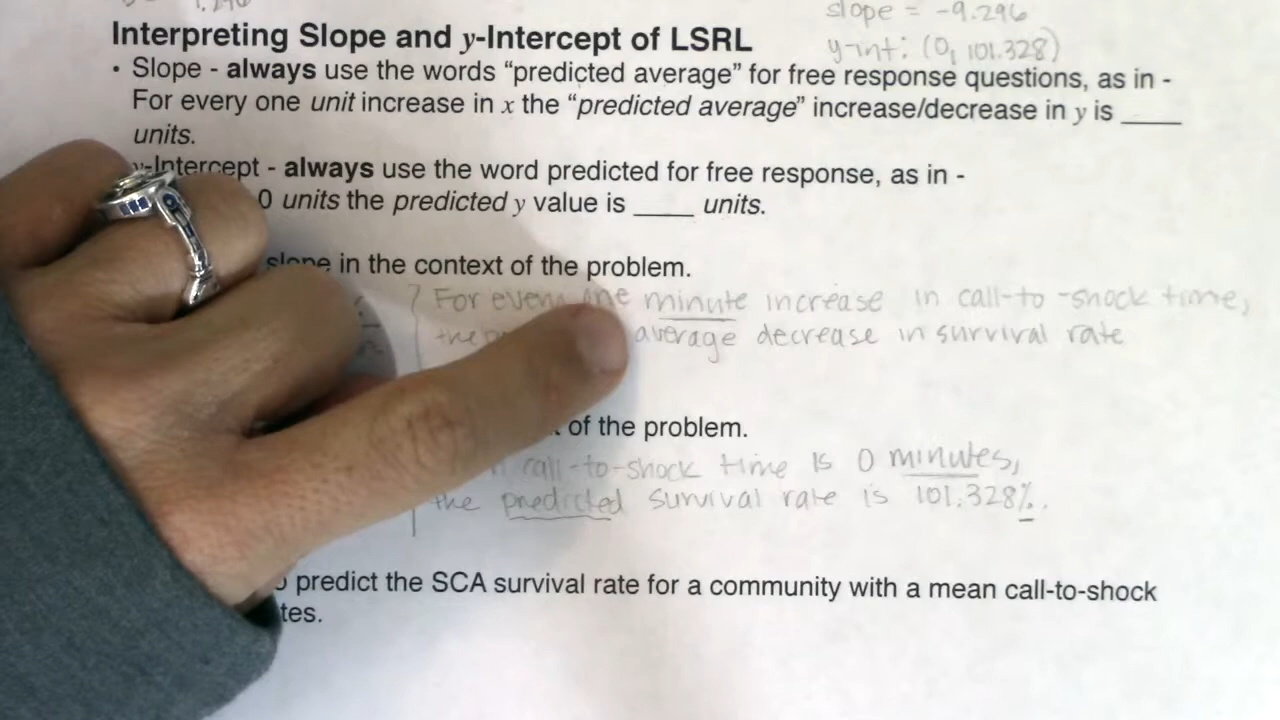 slope = -9.296
Interpreting Slope and y-Intercept of LSRL
y-int: (0, 101.328)
• Slope - always use the words “predicted average” for free response questions, as in -
For every one unit increase in x the “predicted average” increase/decrease in y is ____
units.
y-Intercept - always use the word predicted for free response, as in -
0 units the predicted y value is ____ units.
slope in the context of the problem.
For every one minute increase in call-to-shock time,
the average decrease in survival rate
of the problem.
call-to-shock time is 0 minutes,
the predicted survival rate is 101.328%.
predict the SCA survival rate for a community with a mean call-to-shock
tes.